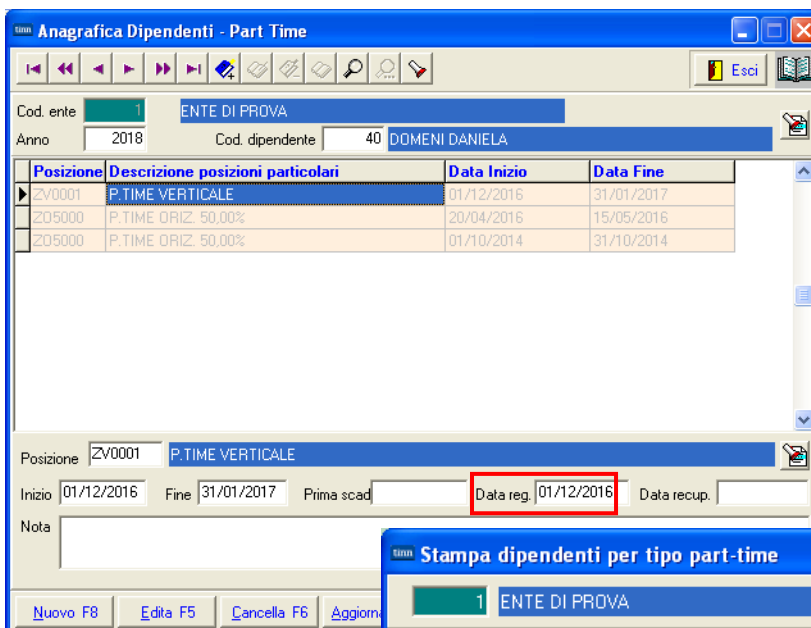 tinn Anagrafica Dipendenti - Part Time
Esci
Cod. ente 1 ENTE DI PROVA
Anno 2018 Cod. dipendente 40 DOMENI DANIELA
Posizione Descrizione posizioni particolari Data Inizio Data Fine
ZV0001 P.TIME VERTICALE 01/12/2016 31/01/2017
ZO5000 P.TIME ORIZ. 50,00% 20/04/2016 15/05/2016
ZO5000 P.TIME ORIZ. 50,00% 01/10/2014 31/10/2014
Posizione ZV0001 P.TIME VERTICALE
Inizio 01/12/2016 Fine 31/01/2017 Prima scad Data reg. 01/12/2016 Data recup.
Nota
tinn Stampa dipendenti per tipo part-time
1 ENTE DI PROVA
Nuovo F8 Edita F5 Cancella F6 Aggiorna